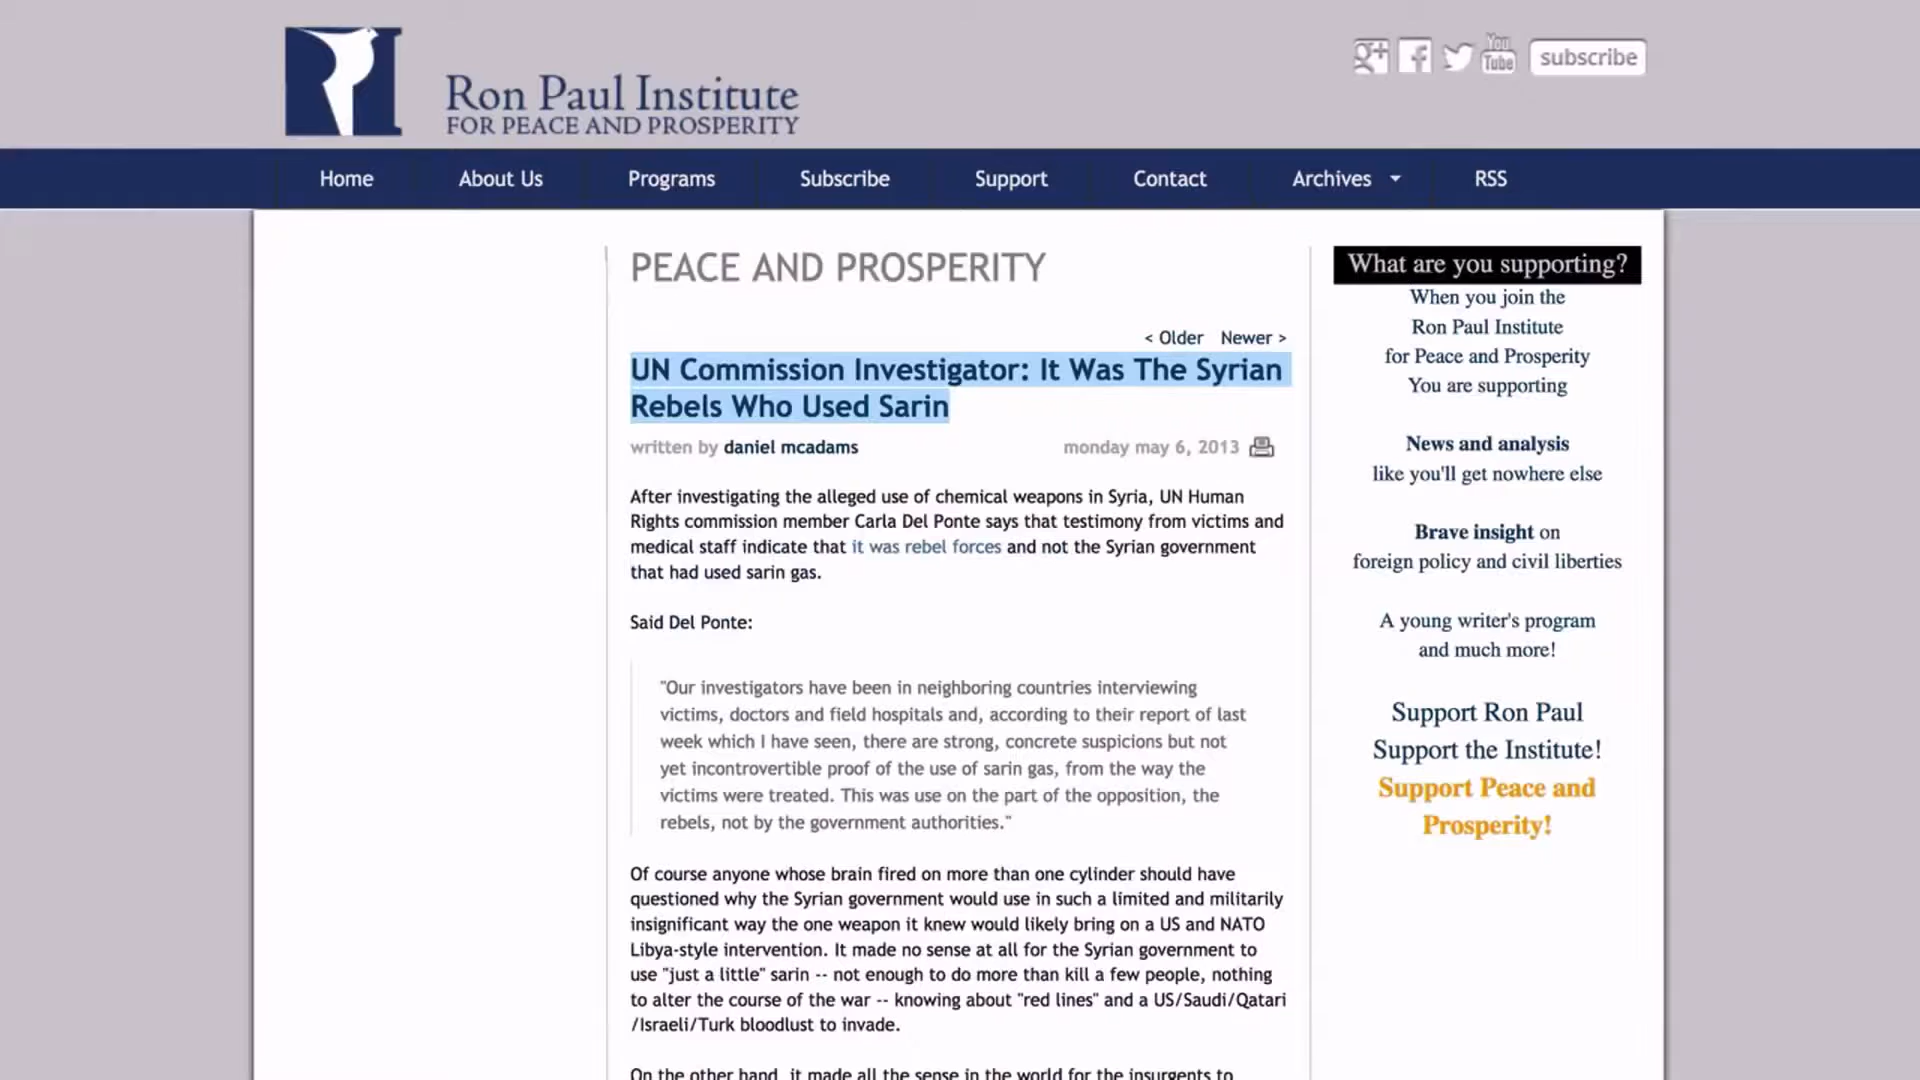 Ron Paul Institute
FOR PEACE AND PROSPERITY
g+ f You Tube subscribe
Home About Us Programs Subscribe Support Contact Archives RSS
PEACE AND PROSPERITY
< Older Newer >
UN Commission Investigator: It Was The Syrian
Rebels Who Used Sarin
written by daniel mcadams monday may 6, 2013
After investigating the alleged use of chemical weapons in Syria, UN Human
Rights commission member Carla Del Ponte says that testimony from victims and
medical staff indicate that it was rebel forces and not the Syrian government
that had used sarin gas.
Said Del Ponte:
"Our investigators have been in neighboring countries interviewing
victims, doctors and field hospitals and, according to their report of last
week which I have seen, there are strong, concrete suspicions but not
yet incontrovertible proof of the use of sarin gas, from the way the
victims were treated. This was use on the part of the opposition, the
rebels, not by the government authorities."
Of course anyone whose brain fired on more than one cylinder should have
questioned why the Syrian government would use in such a limited and militarily
insignificant way the one weapon it knew would likely bring on a US and NATO
Libya-style intervention. It made no sense at all for the Syrian government to
use "just a little" sarin -- not enough to do more than kill a few people, nothing
to alter the course of the war -- knowing about "red lines" and a US/Saudi/Qatari
/Israeli/Turk bloodlust to invade.
On the other hand, it made all the sense in the world for the insurgents to
What are you supporting?
When you join the
Ron Paul Institute
for Peace and Prosperity
You are supporting
News and analysis
like you'll get nowhere else
Brave insight on
foreign policy and civil liberties
A young writer's program
and much more!
Support Ron Paul
Support the Institute!
Support Peace and
Prosperity!